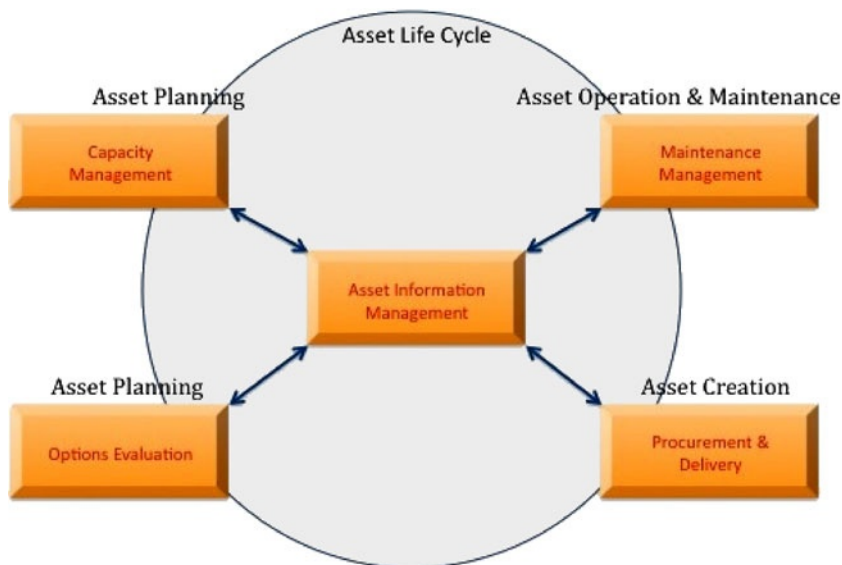 Asset Life Cycle
Asset Planning
Asset Operation & Maintenance
Capacity
Management
Maintenance
Management
Asset Information
Management
Asset Planning
Asset Creation
Options Evaluation
Procurement &
Delivery